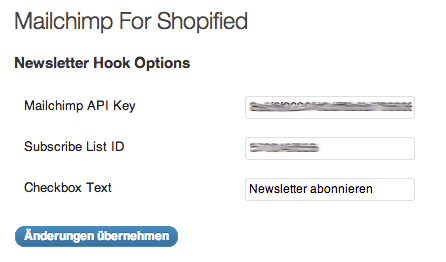 Mailchimp For Shopified
Newsletter Hook Options
Mailchimp API Key
Subscribe List ID
Checkbox Text
Newsletter abonnieren
Änderungen übernehmen